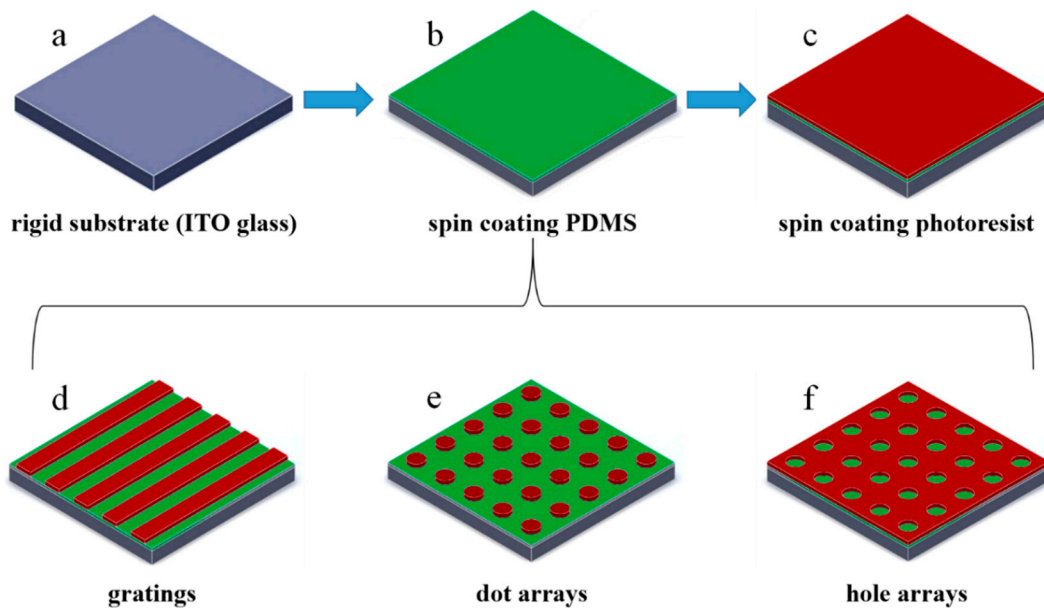 a
b
c
rigid substrate (ITO glass)
spin coating PDMS
spin coating photoresist
d
e
f
gratings
dot arrays
hole arrays